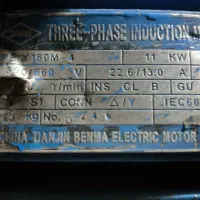 THREE-PHASE INDUCTION
160M 4 11 KW
660 V 22.6/13.0 A
r/min INS CL B GU
S1 CONN △/Y IEC60
Kg No.
CHINA TIANJIN BENMA ELECTRIC MOTOR